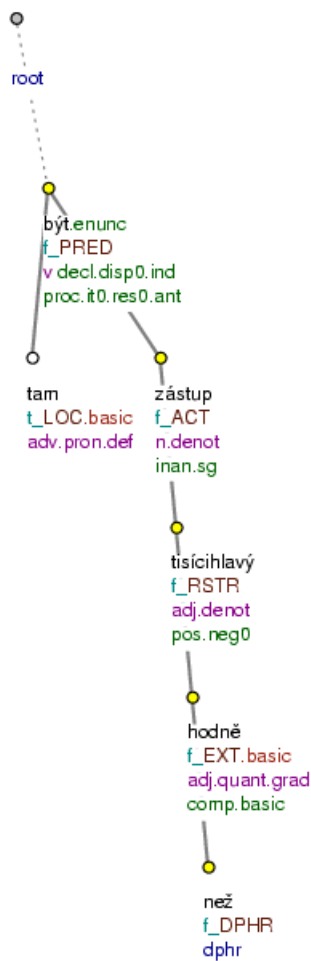 root
být.enunc
f_PRED
v decl.disp0.ind
proc.it0.res0.ant
tam
t_LOC.basic
adv.pron.def
zástup
f_ACT
n.denot
inan.sg
tisícihlavý
f_RSTR
adj.denot
pos.neg0
hodně
f_EXT.basic
adj.quant.grad
comp.basic
než
f_DPHR
dphr